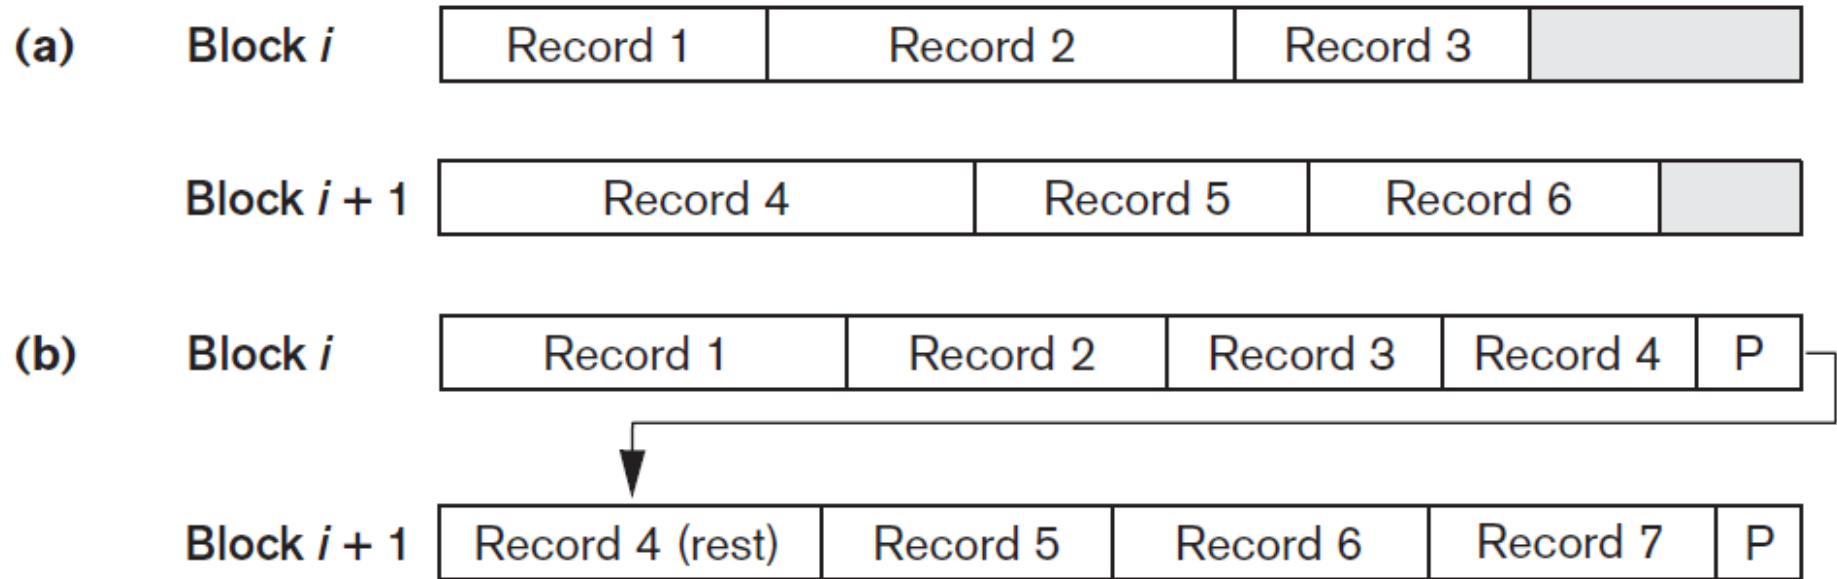 (a) Block i Record 1 Record 2 Record 3
Block i + 1 Record 4 Record 5 Record 6
(b) Block i Record 1 Record 2 Record 3 Record 4 P
Block i + 1 Record 4 (rest) Record 5 Record 6 Record 7 P